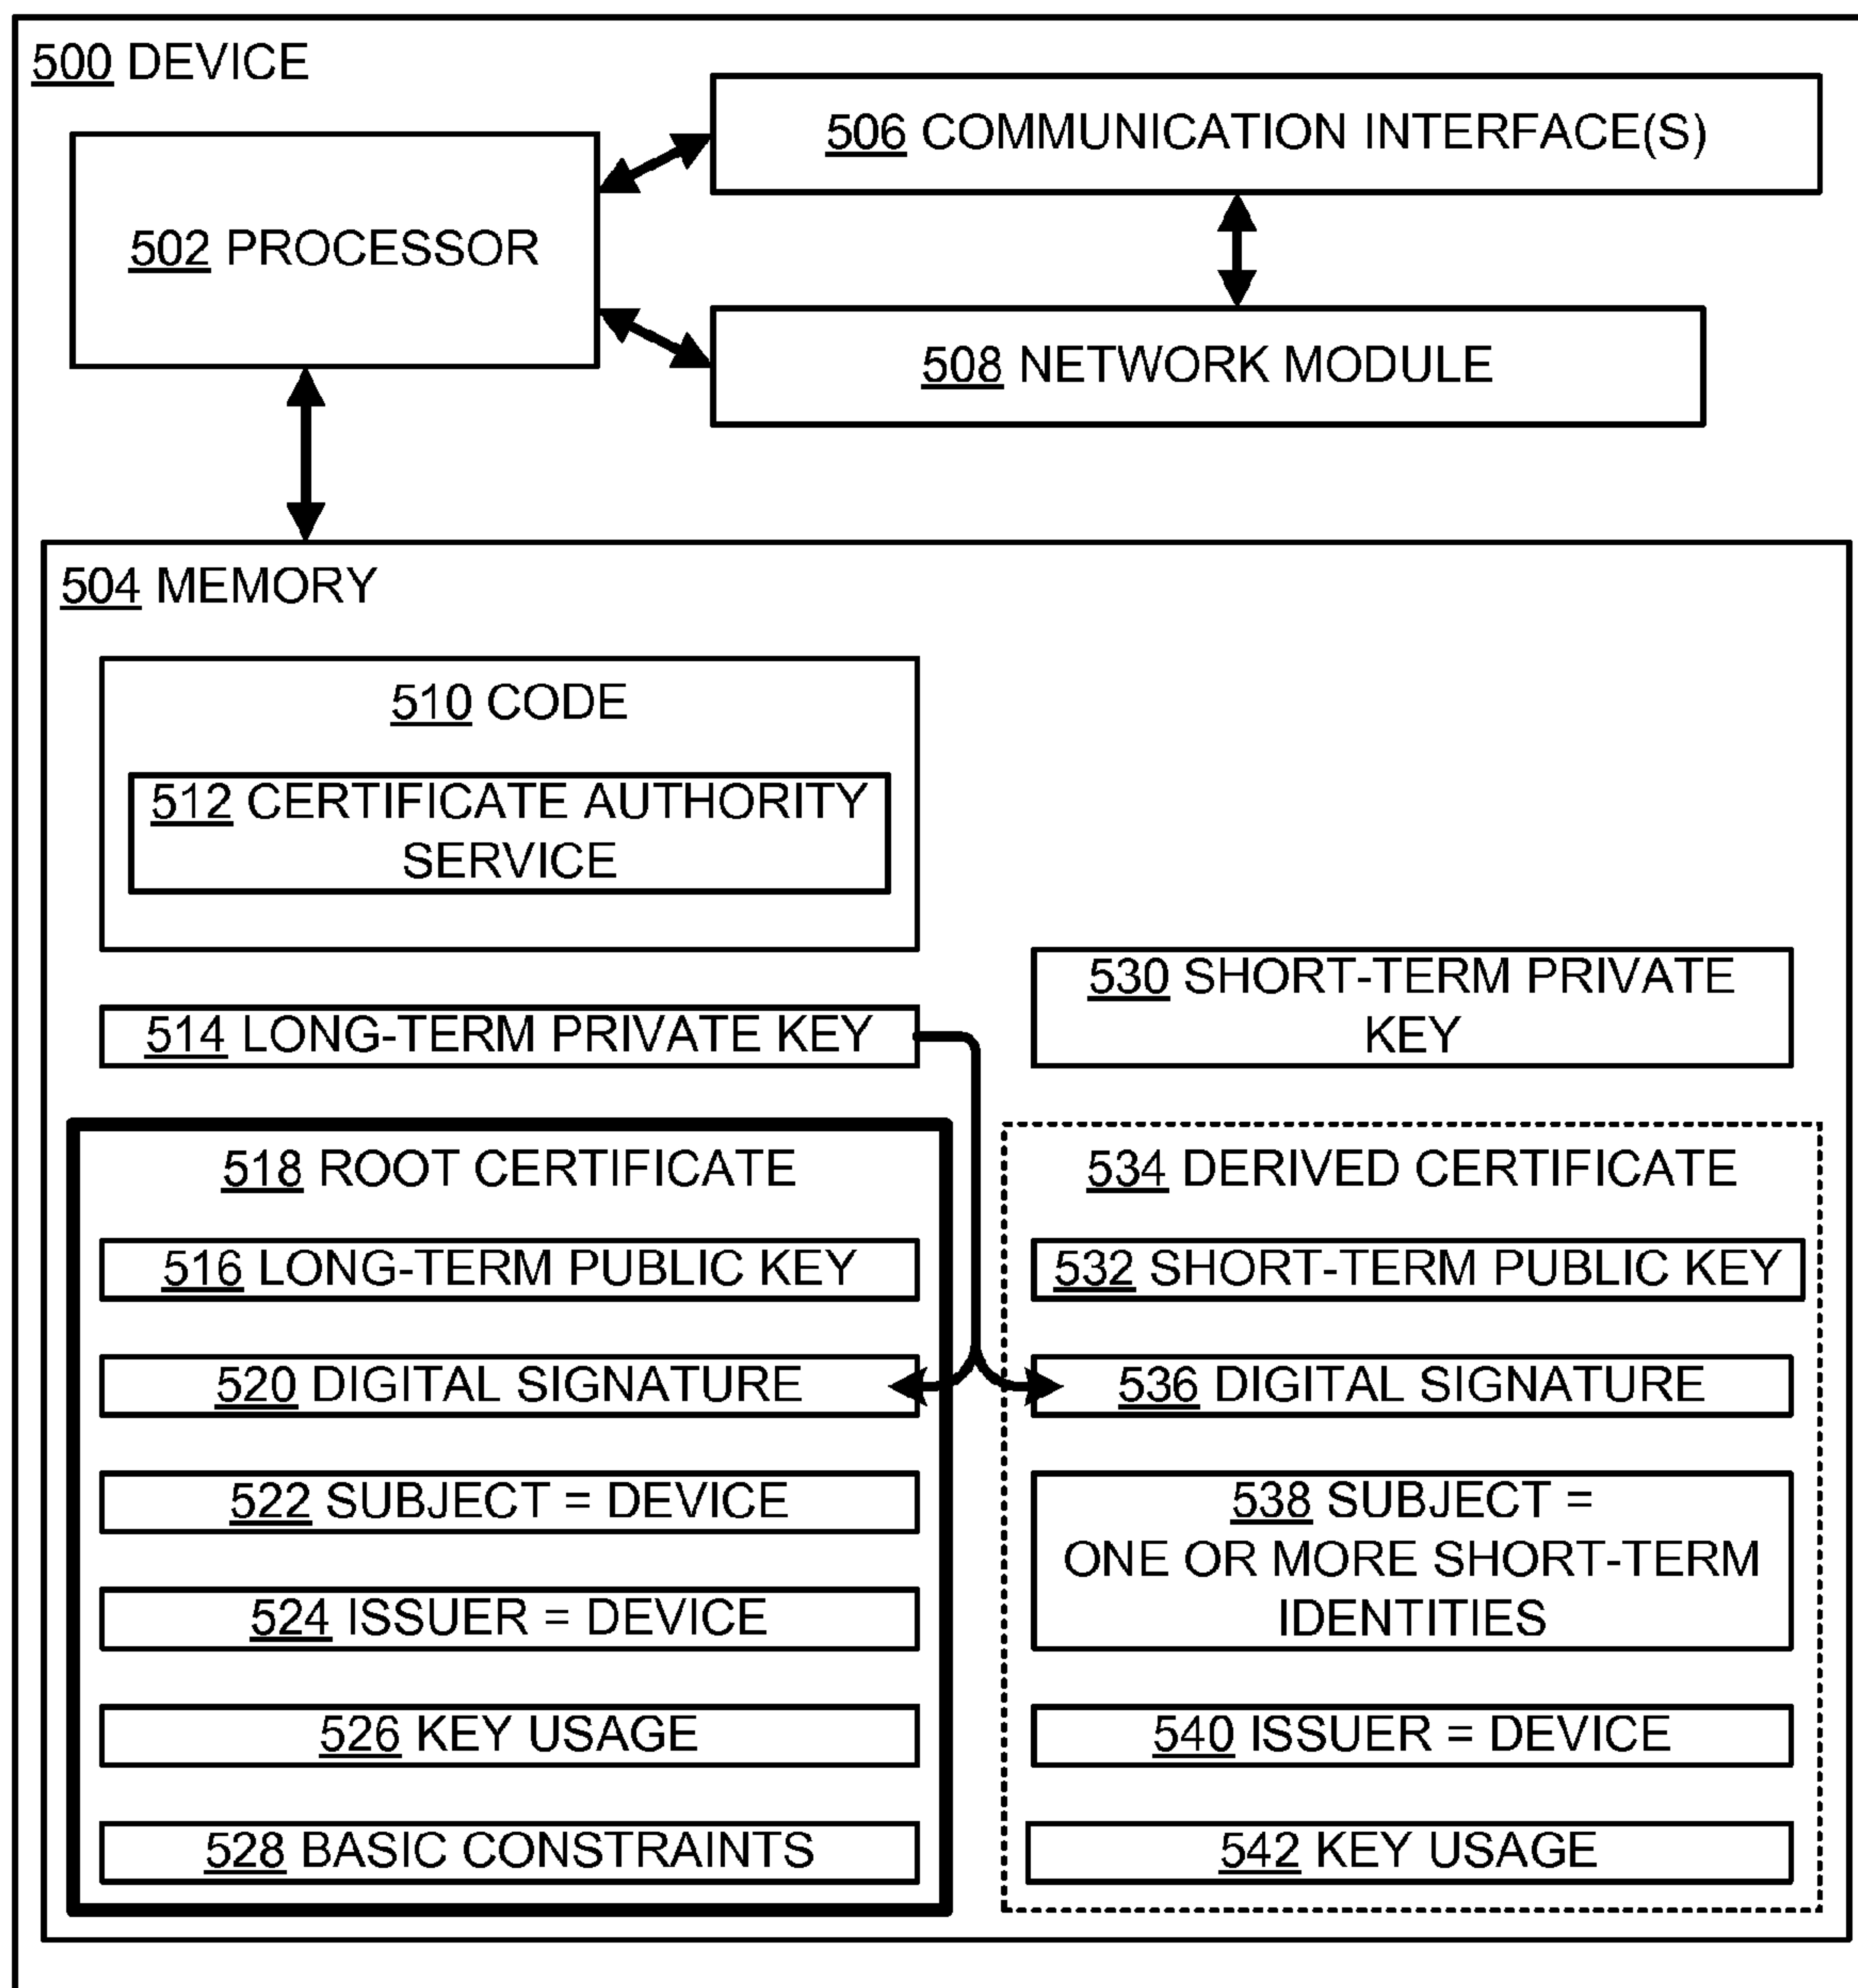 500 DEVICE
506 COMMUNICATION INTERFACE(S)
502 PROCESSOR
508 NETWORK MODULE
504 MEMORY
510 CODE
512 CERTIFICATE AUTHORITY
SERVICE
514 LONG-TERM PRIVATE KEY
530 SHORT-TERM PRIVATE
KEY
518 ROOT CERTIFICATE
516 LONG-TERM PUBLIC KEY
520 DIGITAL SIGNATURE
522 SUBJECT = DEVICE
524 ISSUER = DEVICE
526 KEY USAGE
528 BASIC CONSTRAINTS
534 DERIVED CERTIFICATE
532 SHORT-TERM PUBLIC KEY
536 DIGITAL SIGNATURE
538 SUBJECT =
ONE OR MORE SHORT-TERM
IDENTITIES
540 ISSUER = DEVICE
542 KEY USAGE